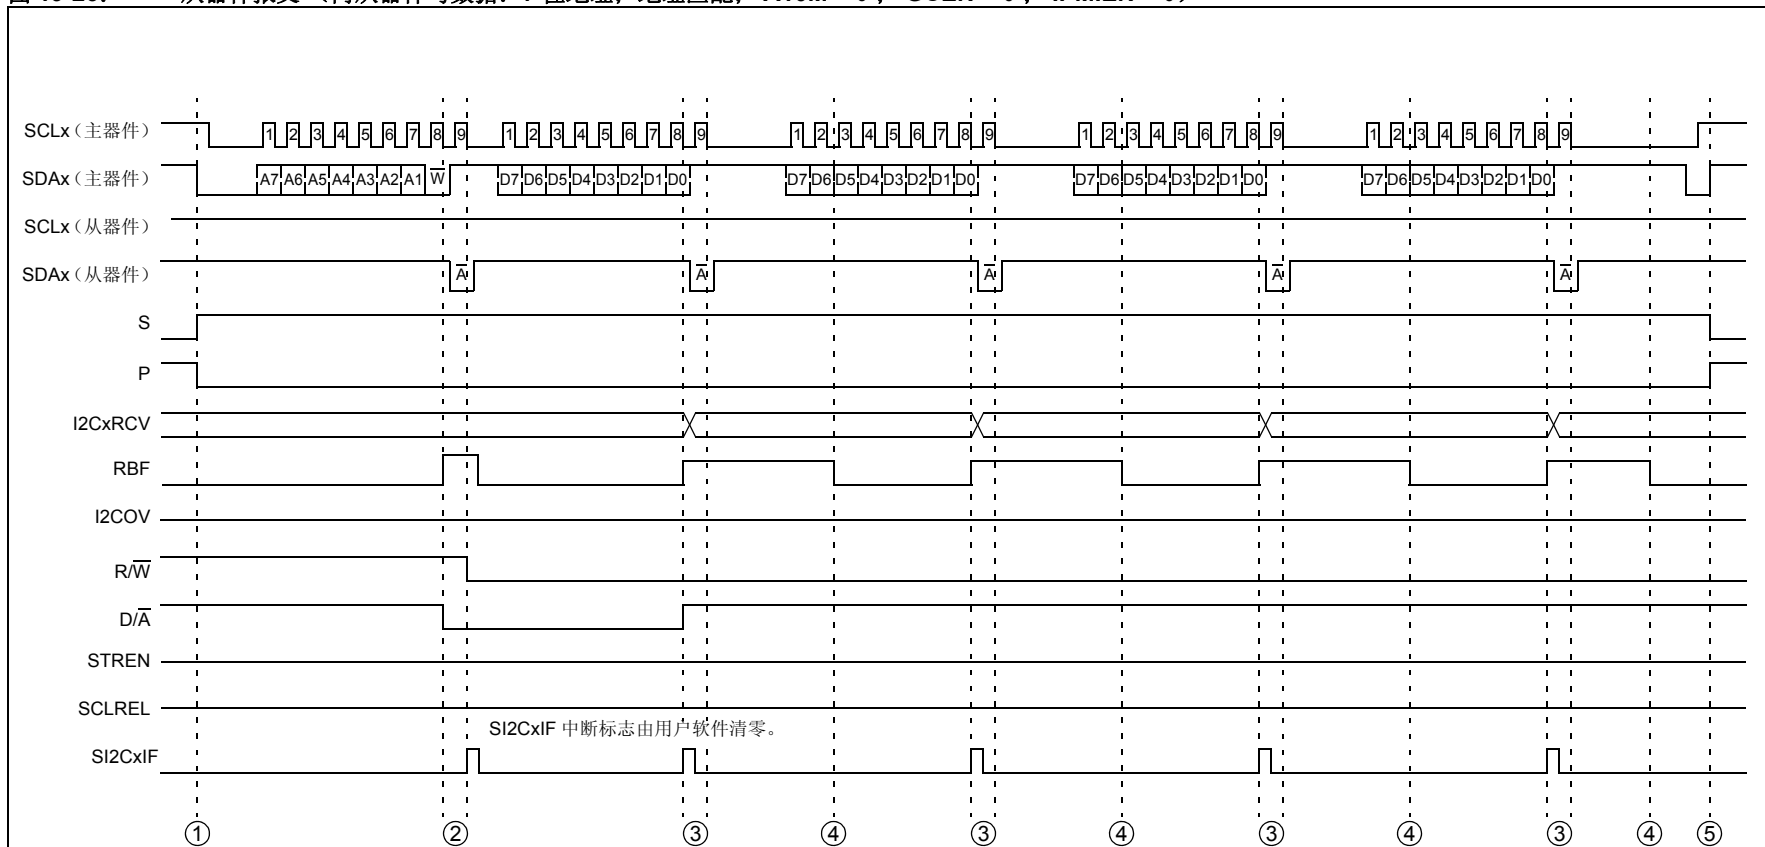 SCLx（主器件）
1 2 3 4 5 6 7 8 9 1 2 3 4 5 6 7 8 9 1 2 3 4 5 6 7 8 9 1 2 3 4 5 6 7 8 9 1 2 3 4 5 6 7 8 9
SDAx（主器件）
A7 A6 A5 A4 A3 A2 A1 W̅ D7 D6 D5 D4 D3 D2 D1 D0 D7 D6 D5 D4 D3 D2 D1 D0 D7 D6 D5 D4 D3 D2 D1 D0 D7 D6 D5 D4 D3 D2 D1 D0
SCLx（从器件）
SDAx（从器件）
A̅ A̅ A̅ A̅ A̅
S
P
I2CxRCV
RBF
I2COV
R/W̅
D/A̅
STREN
SCLREL
SI2CxIF 中断标志由用户软件清零。
SI2CxIF
① ② ③ ④ ③ ④ ③ ④ ③ ④ ⑤